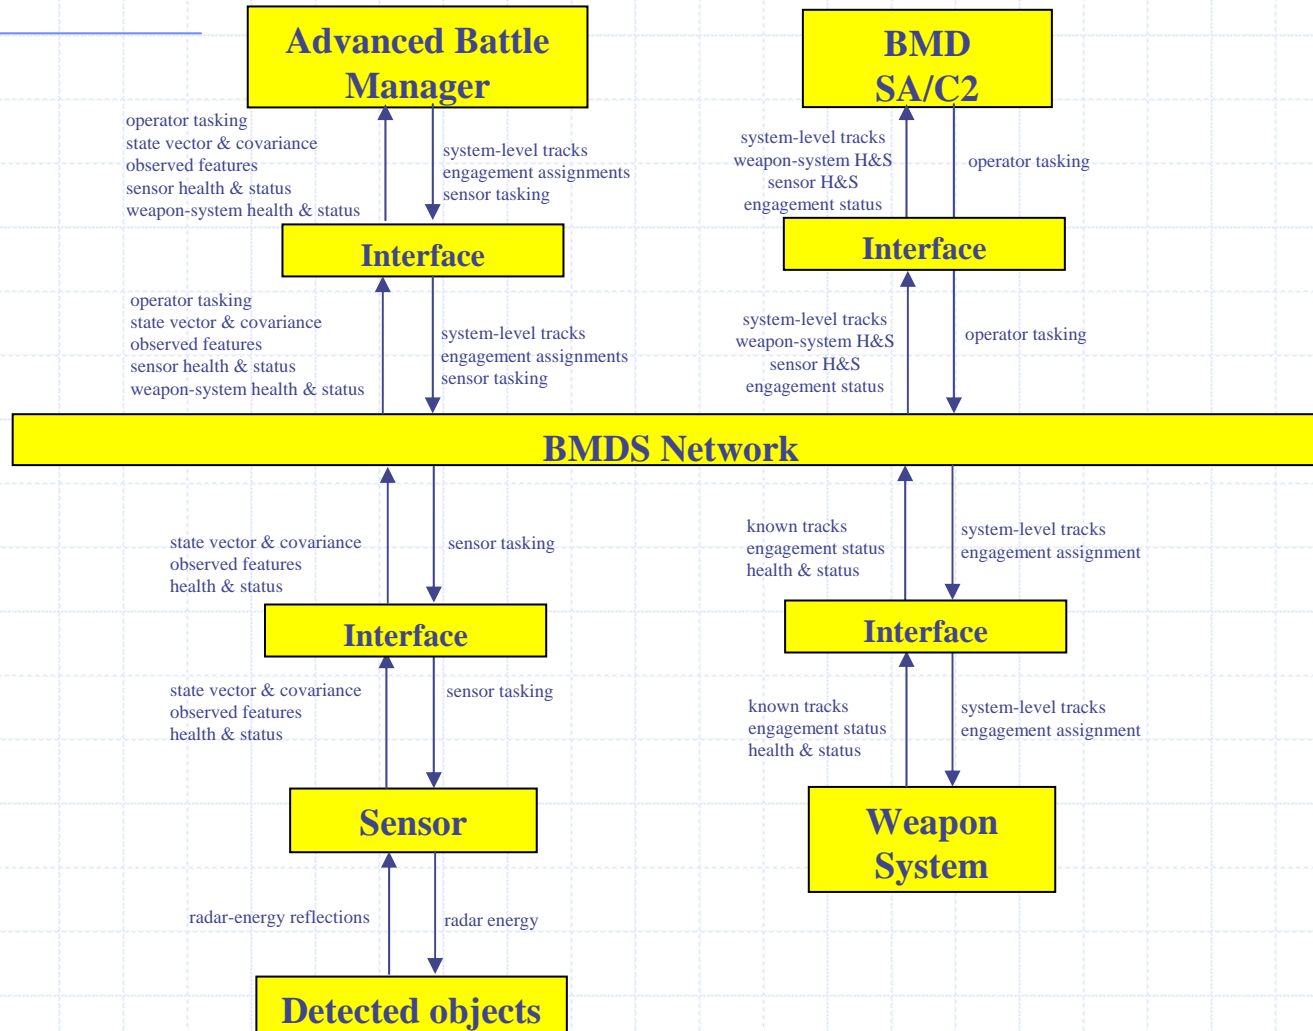 Advanced Battle
Manager
BMD
SA/C2
operator tasking
state vector & covariance
observed features
sensor health & status
weapon-system health & status
system-level tracks
engagement assignments
sensor tasking
system-level tracks
weapon-system H&S
sensor H&S
engagement status
operator tasking
Interface
Interface
operator tasking
state vector & covariance
observed features
sensor health & status
weapon-system health & status
system-level tracks
engagement assignments
sensor tasking
system-level tracks
weapon-system H&S
sensor H&S
engagement status
operator tasking
BMDS Network
state vector & covariance
observed features
health & status
sensor tasking
known tracks
engagement status
health & status
system-level tracks
engagement assignment
Interface
Interface
state vector & covariance
observed features
health & status
sensor tasking
known tracks
engagement status
health & status
system-level tracks
engagement assignment
Sensor
Weapon
System
radar-energy reflections
radar energy
Detected objects